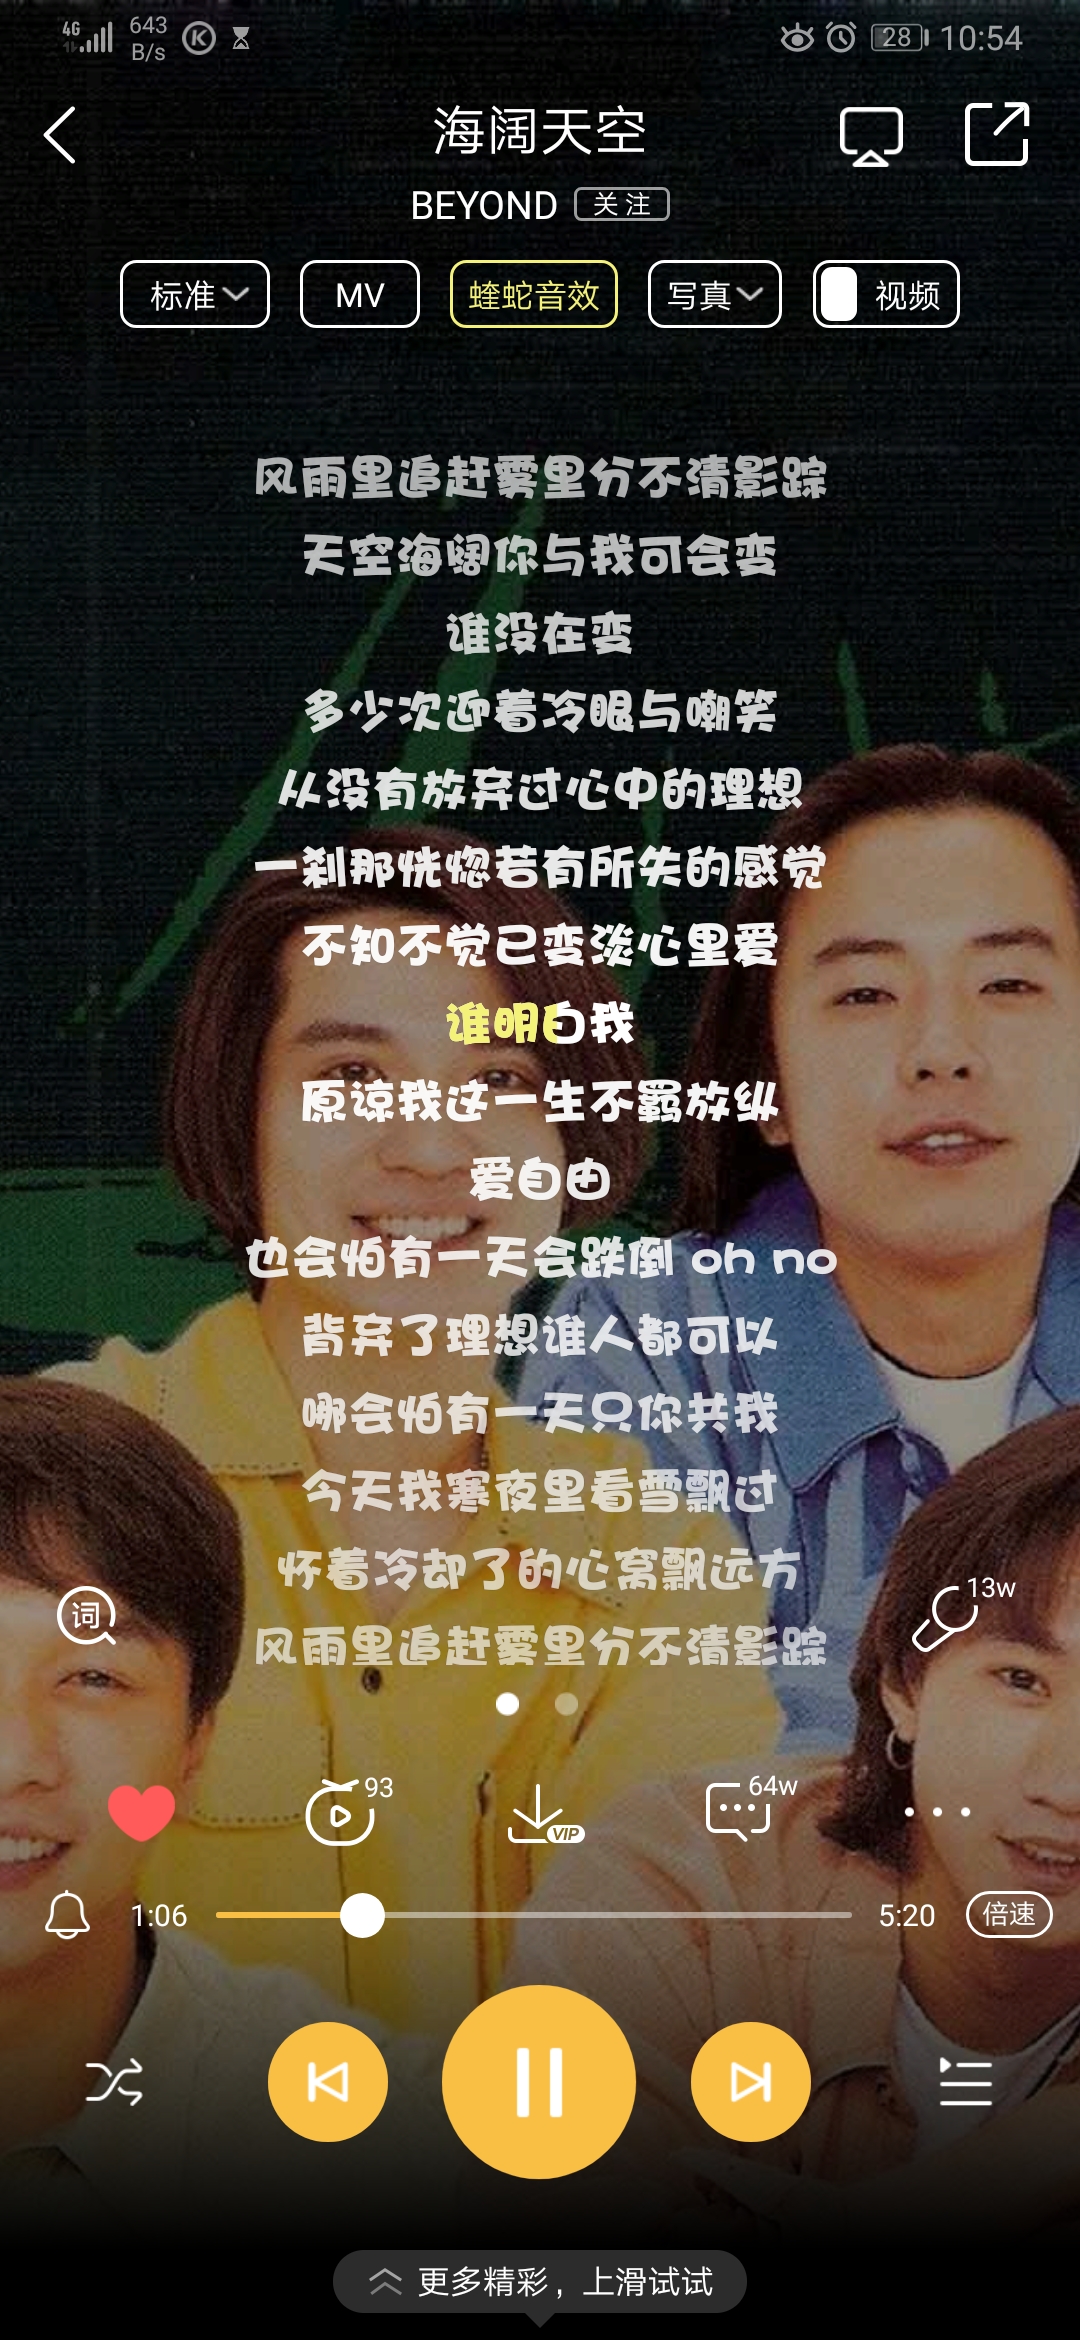 4G 643 B/s 28 10:54
海阔天空
BEYOND 关注
标准 MV 蝰蛇音效 写真 视频
风雨里追赶雾里分不清影踪
天空海阔你与我可会变
谁没在变
多少次迎着冷眼与嘲笑
从没有放弃过心中的理想
一刹那恍惚若有所失的感觉
不知不觉已变淡心里爱
谁明白我
原谅我这一生不羁放纵
爱自由
也会怕有一天会跌倒 oh no
背弃了理想谁人都可以
哪会怕有一天只你共我
今天我寒夜里看雪飘过
怀着冷却了的心窝飘远方
风雨里追赶雾里分不清影踪
词 13w
93 VIP 64w
1:06 5:20 倍速
更多精彩，上滑试试